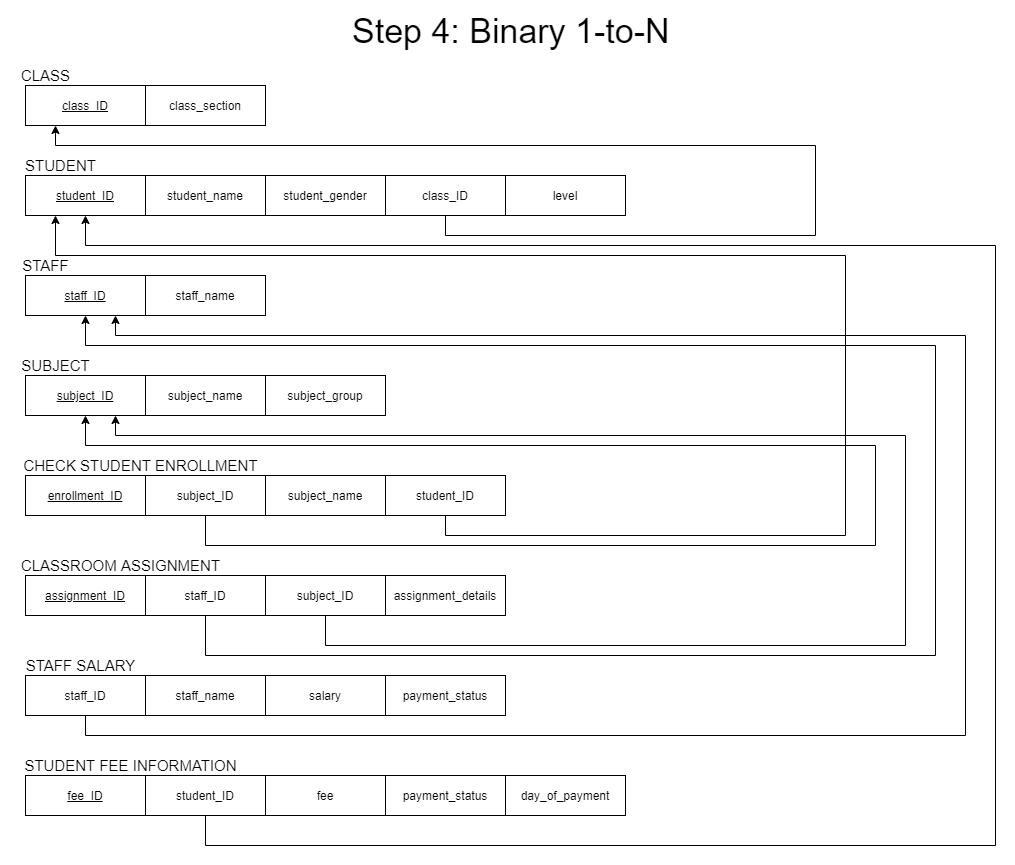 Step 4: Binary 1-to-N
CLASS
class_ID class_section
STUDENT
student_ID student_name student_gender class_ID level
STAFF
staff_ID staff_name
SUBJECT
subject_ID subject_name subject_group
CHECK STUDENT ENROLLMENT
enrollment_ID subject_ID subject_name student_ID
CLASSROOM ASSIGNMENT
assignment_ID staff_ID subject_ID assignment_details
STAFF SALARY
staff_ID staff_name salary payment_status
STUDENT FEE INFORMATION
fee_ID student_ID fee payment_status day_of_payment